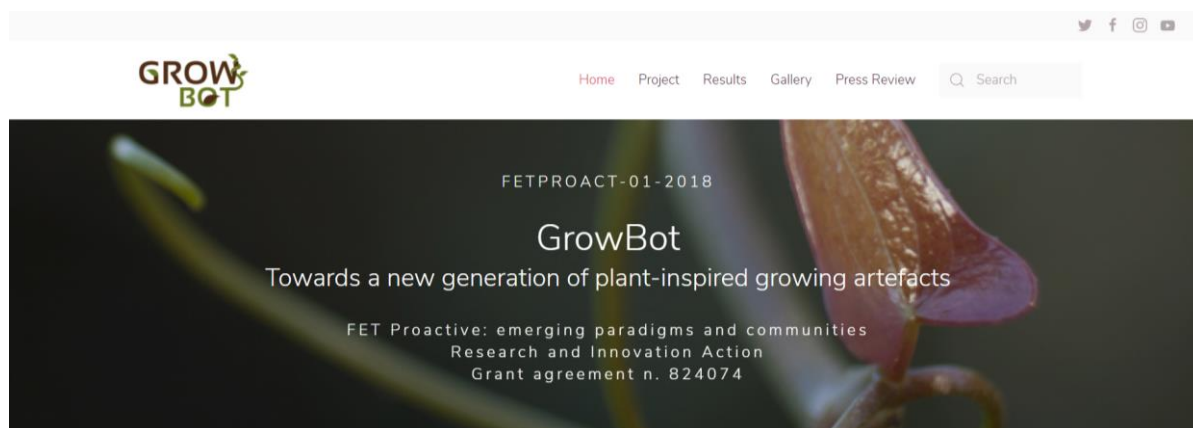 GROW
BOT
Home Project Results Gallery Press Review Search
FETPROACT-01-2018
GrowBot
Towards a new generation of plant-inspired growing artefacts
FET Proactive: emerging paradigms and communities
Research and Innovation Action
Grant agreement n. 824074